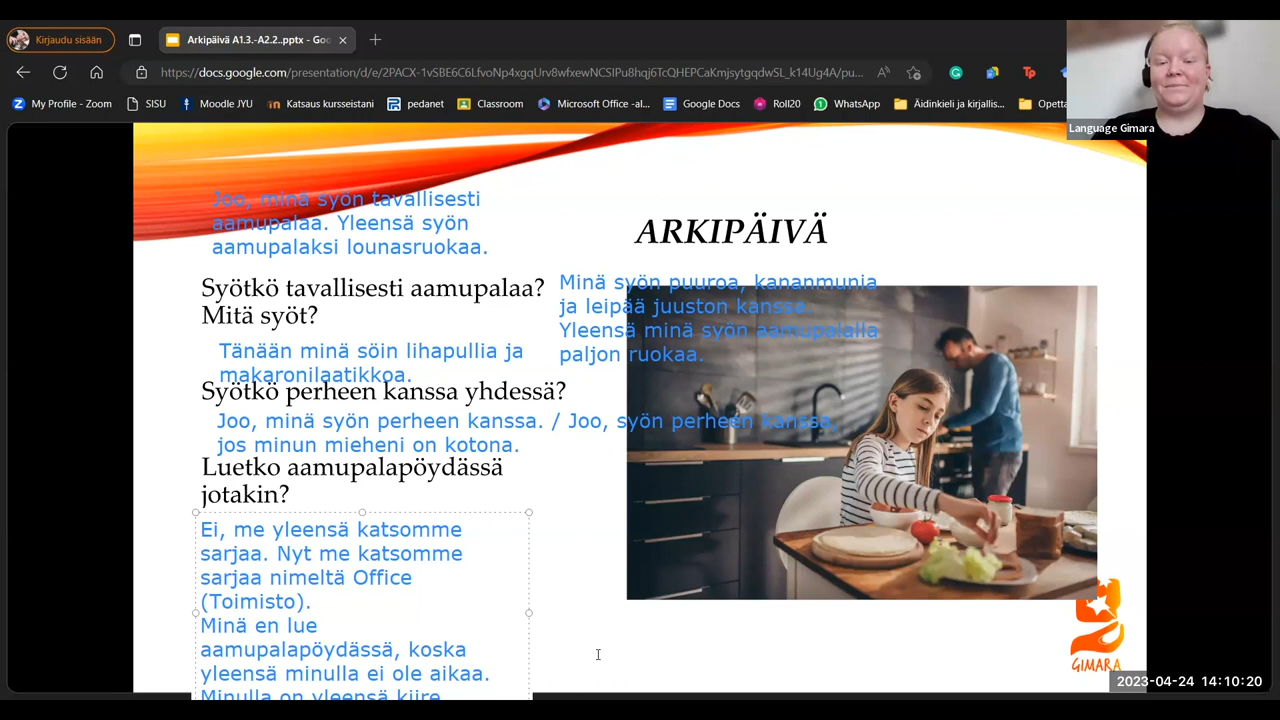 Kirjaudu sisään
Arkipäivä A1.3.-A2.2..pptx - Goo
https://docs.google.com/presentation/d/e/2PACX-1vSBE6C6LfvoNp4xgqUrv8wfxewNCSIPu8hqj6TcQHEPCaKmjsytgqdwSL_k14Ug4A/pu...
My Profile - Zoom
SISU
Moodle JYU
Katsaus kursseistani
pedanet
Classroom
Microsoft Office -al...
Google Docs
Roll20
WhatsApp
Äidinkieli ja kirjallis...
Opetta
Language Gimara
Joo, minä syön tavallisesti
aamupalaa. Yleensä syön
aamupalaksi lounasruokaa.
ARKIPÄIVÄ
Syötkö tavallisesti aamupalaa?
Mitä syöt?
Minä syön puuroa, kananmunia
ja leipää juuston kanssa.
Yleensä minä syön aamupalalla
paljon ruokaa.
Tänään minä söin lihapullia ja
makaronilaatikkoa.
Syötkö perheen kanssa yhdessä?
Joo, minä syön perheen kanssa. / Joo, syön perheen kanssa,
jos minun mieheni on kotona.
Luetko aamupalapöydässä
jotakin?
Ei, me yleensä katsomme
sarjaa. Nyt me katsomme
sarjaa nimeltä Office
(Toimisto).
Minä en lue
aamupalapöydässä, koska
yleensä minulla ei ole aikaa.
Minulla on yleensä kiire
GIMARA
2023-04-24 14:10:20